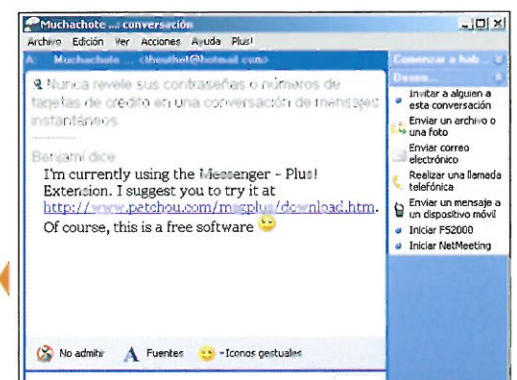 Muchachote ... conversación
Archivo Edición Ver Acciones Ayuda Plus!
A: Muchachote ...
Comenzar a hab...
Deseo...
Nunca revele sus contraseñas o números de
tarjetas de crédito en una conversación de mensajes
instantáneos.
Benjamí dice
I'm currently using the Messenger - Plus!
Extension. I suggest you to try it at
http://www.patchou.com/msgplus/download.htm.
Of course, this is a free software
Invitar a alguien a
esta conversación
Enviar un archivo o
una foto
Enviar correo
electrónico
Realizar una llamada
telefónica
Enviar un mensaje a
un dispositivo móvil
Iniciar FS2000
Iniciar NetMeeting
No admitir Fuentes Iconos gestuales